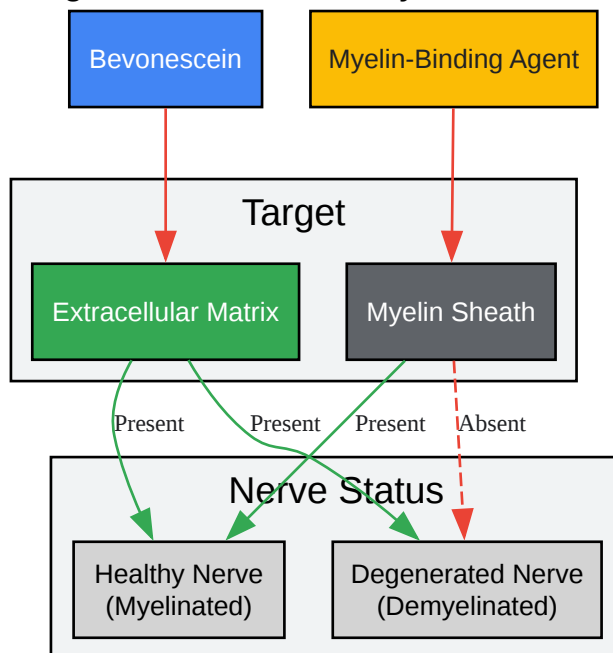 Bevonescein
Myelin-Binding Agent
Target
Extracellular Matrix
Myelin Sheath
Present
Present
Present
Absent
Nerve Status
Healthy Nerve
(Myelinated)
Degenerated Nerve
(Demyelinated)